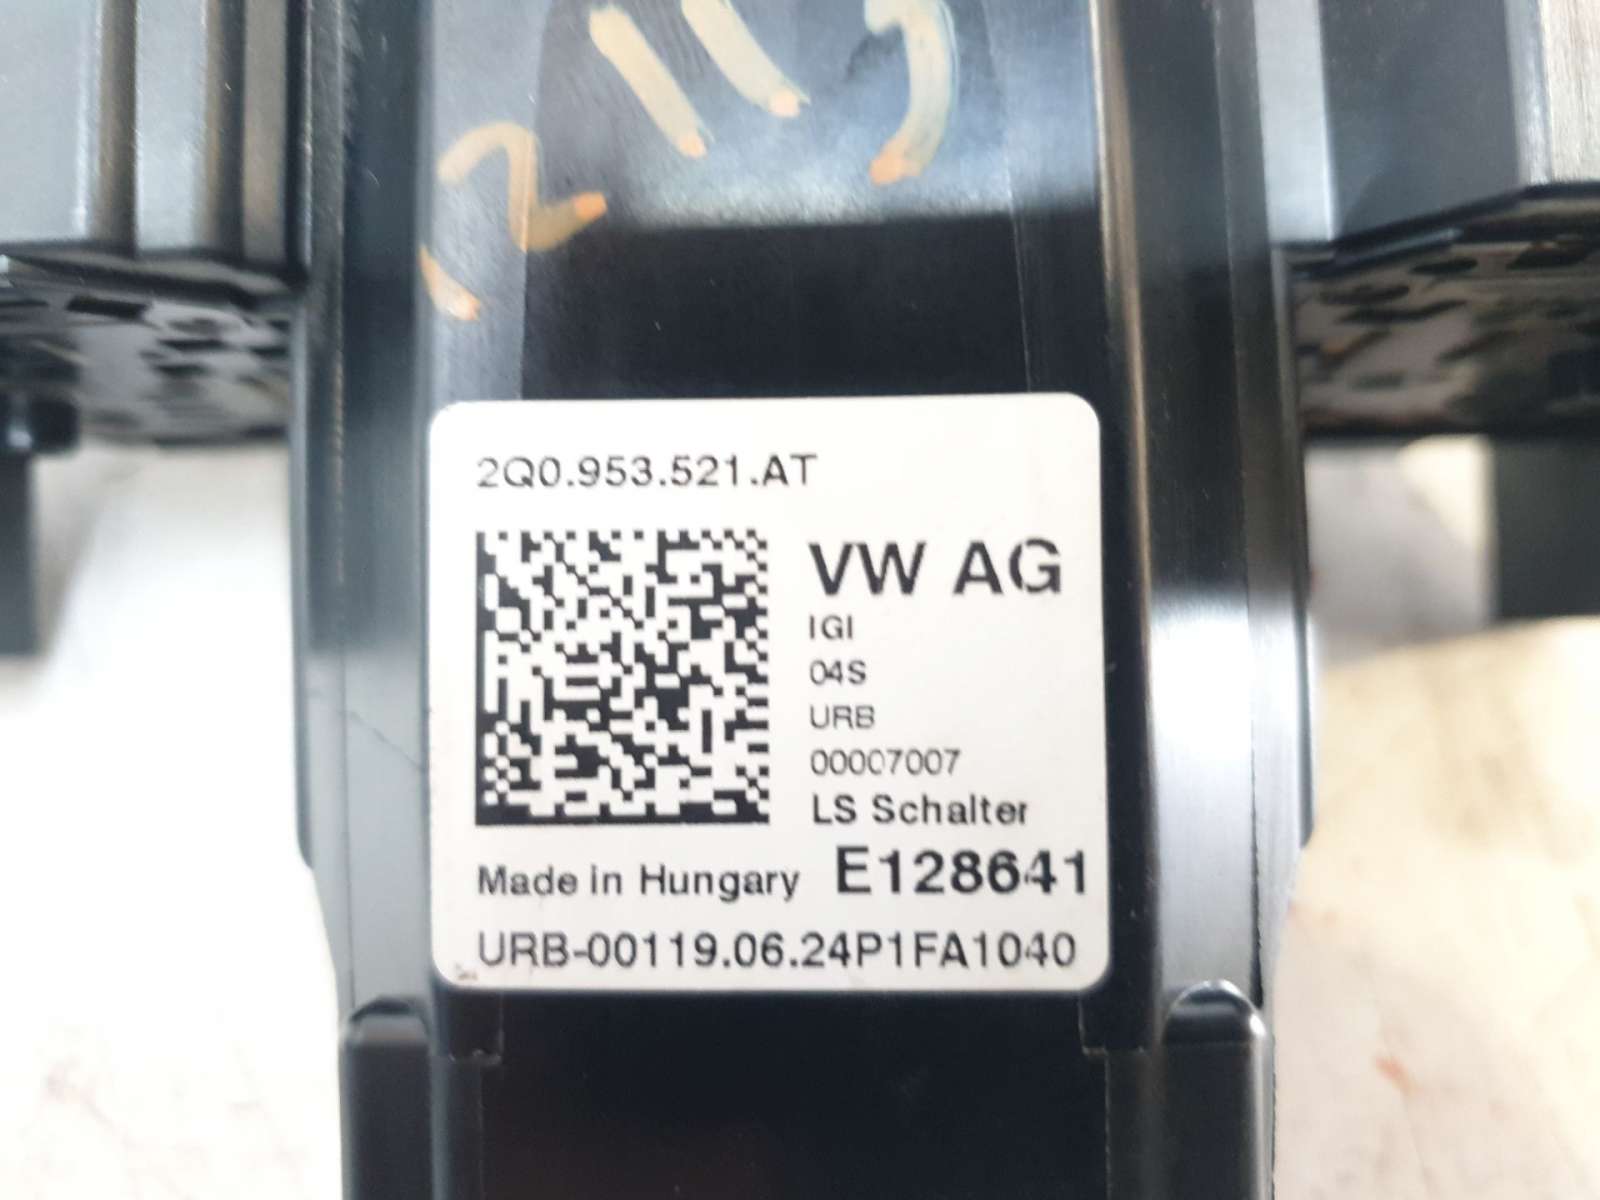 12113
2Q0.953.521.AT
VW AG
IGI
04S
URB
00007007
LS Schalter
Made in Hungary E128641
URB-00119.06.24P1FA1040